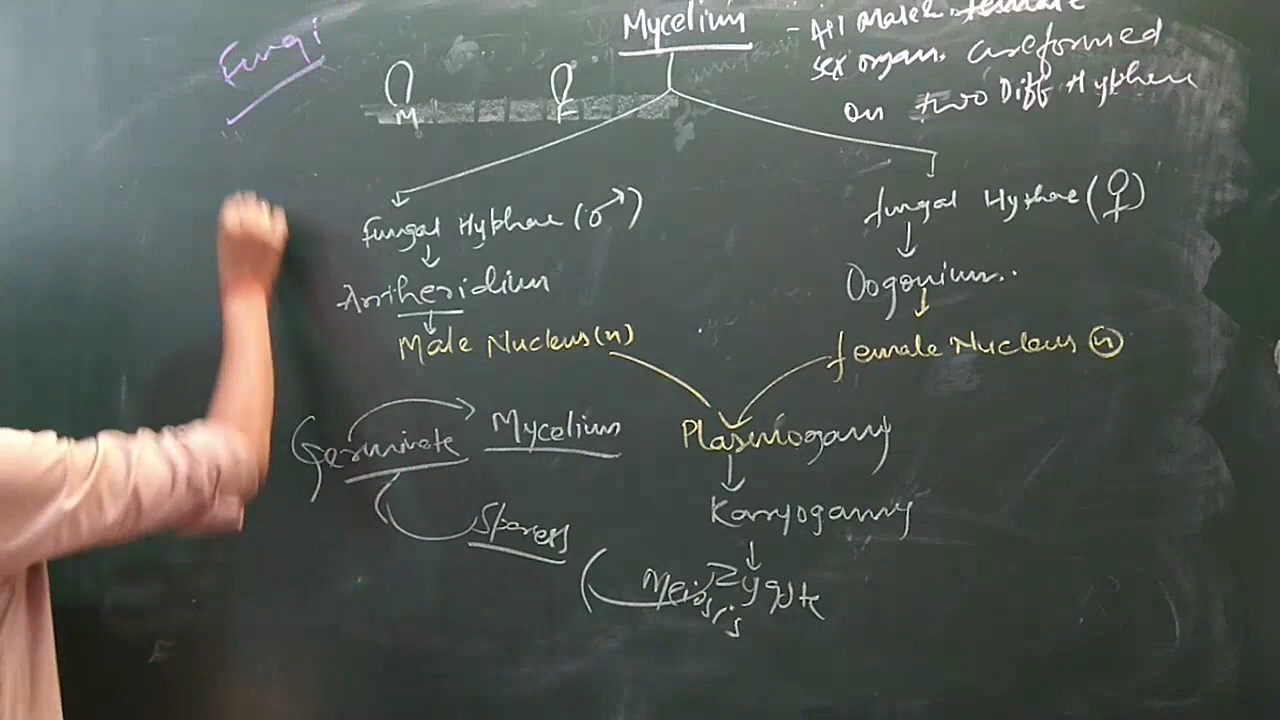 Fungi
Mycelium
- All Male & female
sex organs are formed
on two Diff Hyphae
M
F
Fungal Hyphae (♂)
fungal Hyphae (♀)
Antheridium
Oogonium..
Male Nucleus (n)
female Nucleus (n)
Germinate
Mycelium
Plasmogamy
Karyogamy
Spores
Meiosis
Zygote